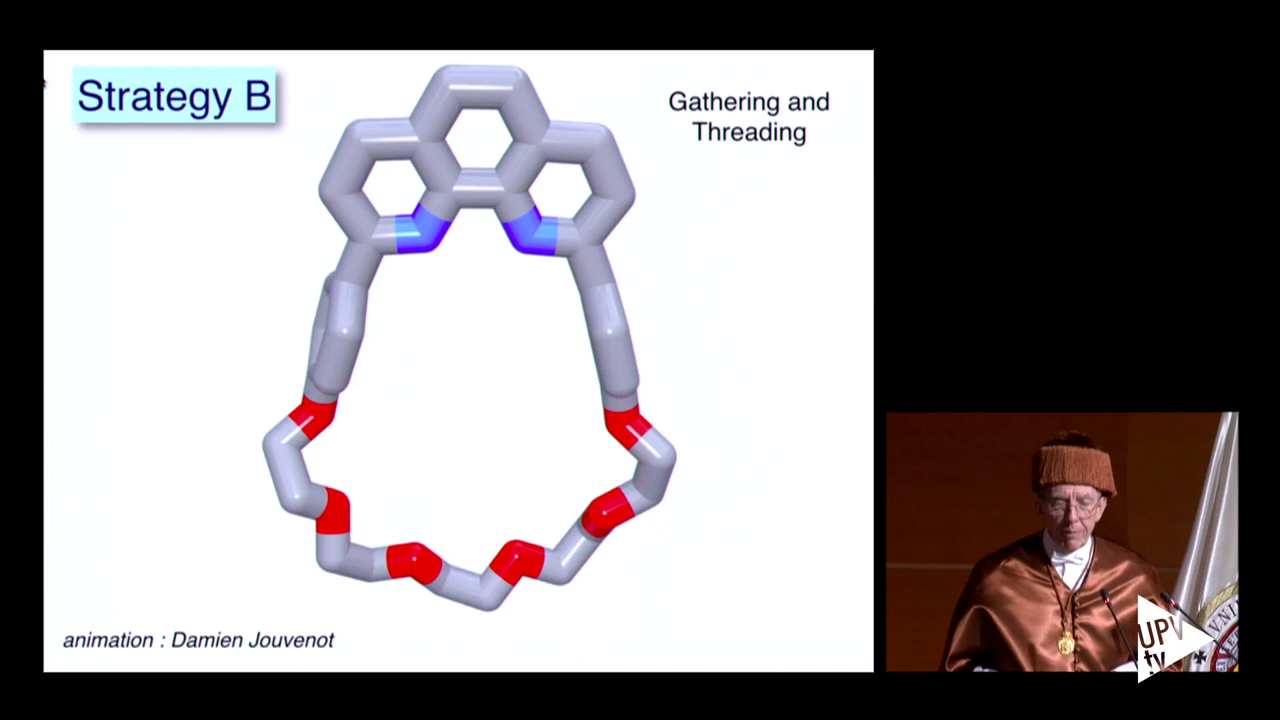 Strategy B
Gathering and
Threading
animation : Damien Jouvenot
UPV
tv